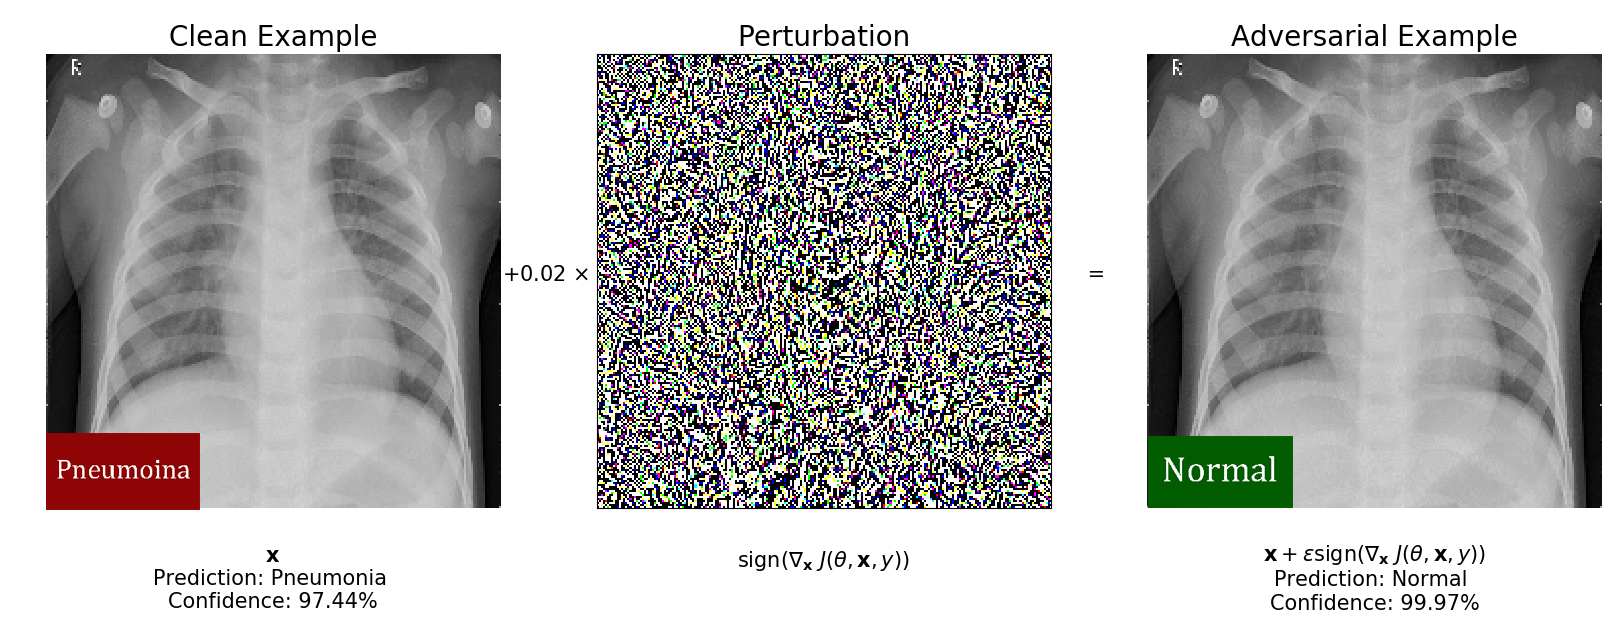 Clean Example
Perturbation
Adversarial Example
R
R
+0.02 ×
=
Pneumoina
Normal
x
Prediction: Pneumonia
Confidence: 97.44%
sign(∇ₓ J(θ, x, y))
x + εsign(∇ₓ J(θ, x, y))
Prediction: Normal
Confidence: 99.97%